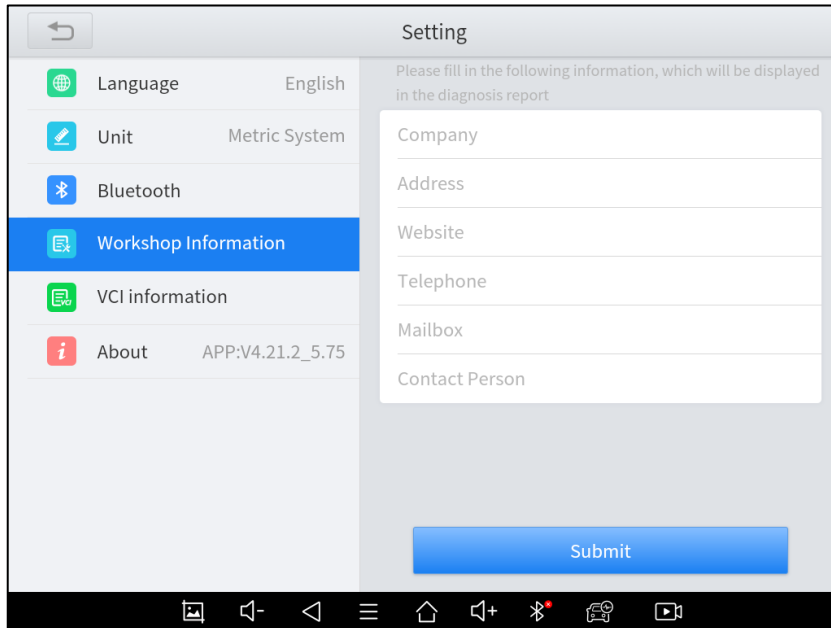 Setting
Language English
Unit Metric System
Bluetooth
Workshop Information
VCI information
About APP:V4.21.2_5.75
Please fill in the following information, which will be displayed
in the diagnosis report
Company
Address
Website
Telephone
Mailbox
Contact Person
Submit